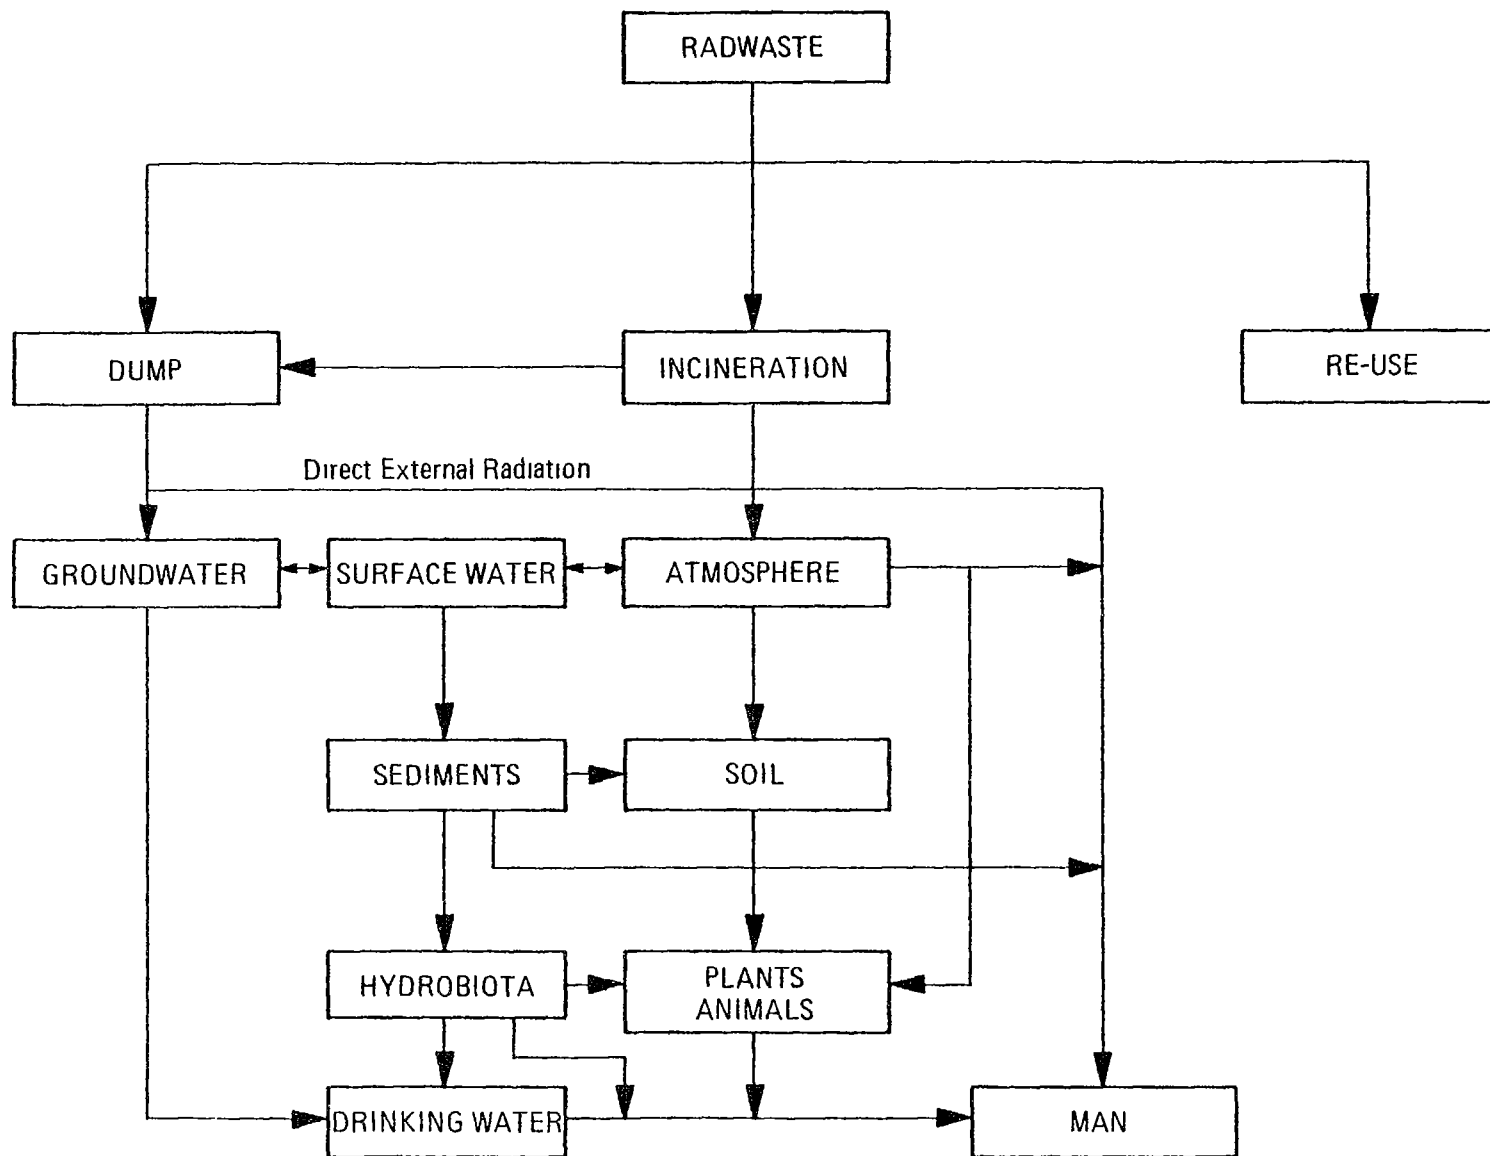 RADWASTE
DUMP
INCINERATION
RE-USE
Direct External Radiation
GROUNDWATER
SURFACE WATER
ATMOSPHERE
SEDIMENTS
SOIL
HYDROBIOTA
PLANTS
ANIMALS
DRINKING WATER
MAN